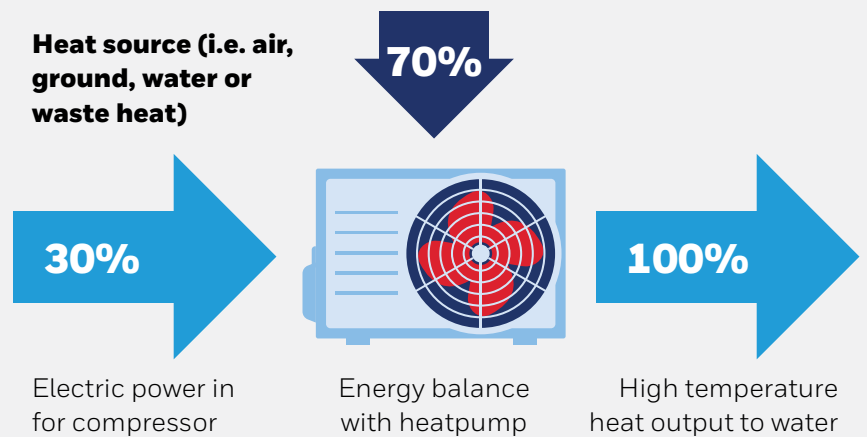 Heat source (i.e. air,
ground, water or
waste heat)
70%
30%
100%
Electric power in
for compressor
Energy balance
with heatpump
High temperature
heat output to water